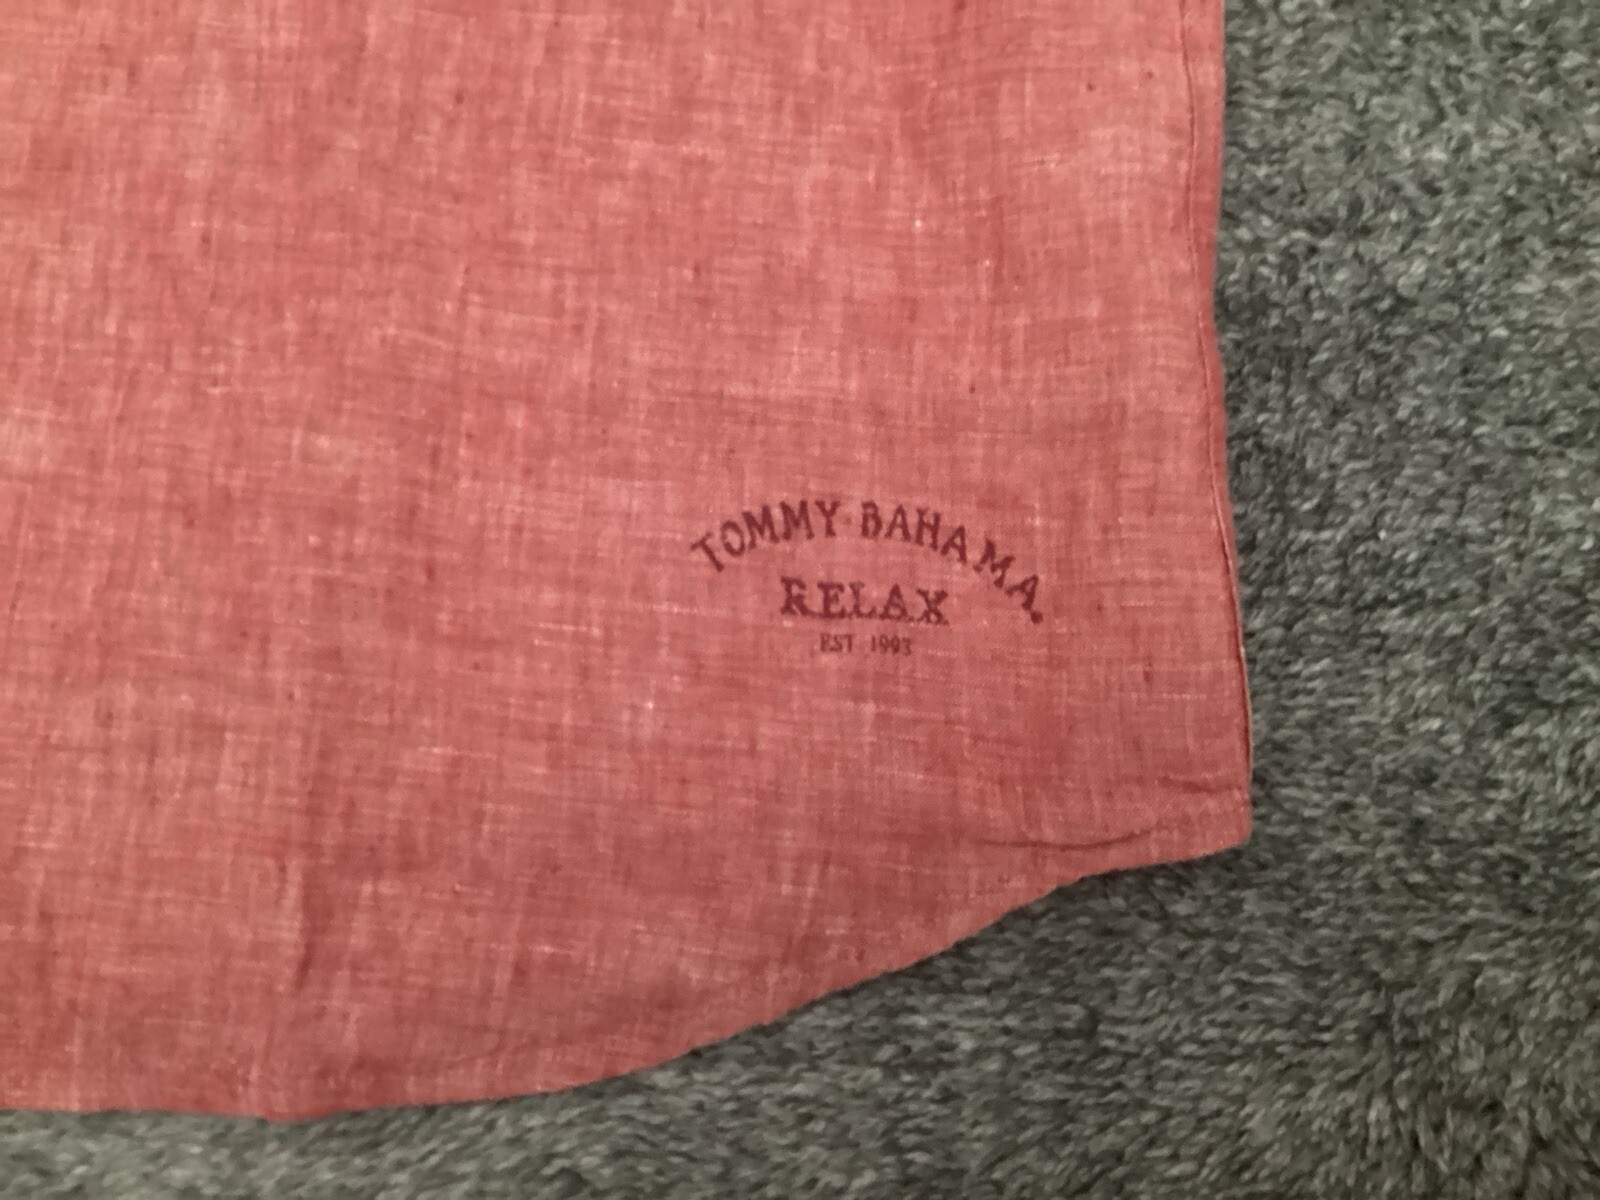 TOMMY BAHAMA.
RELAX
EST 1993